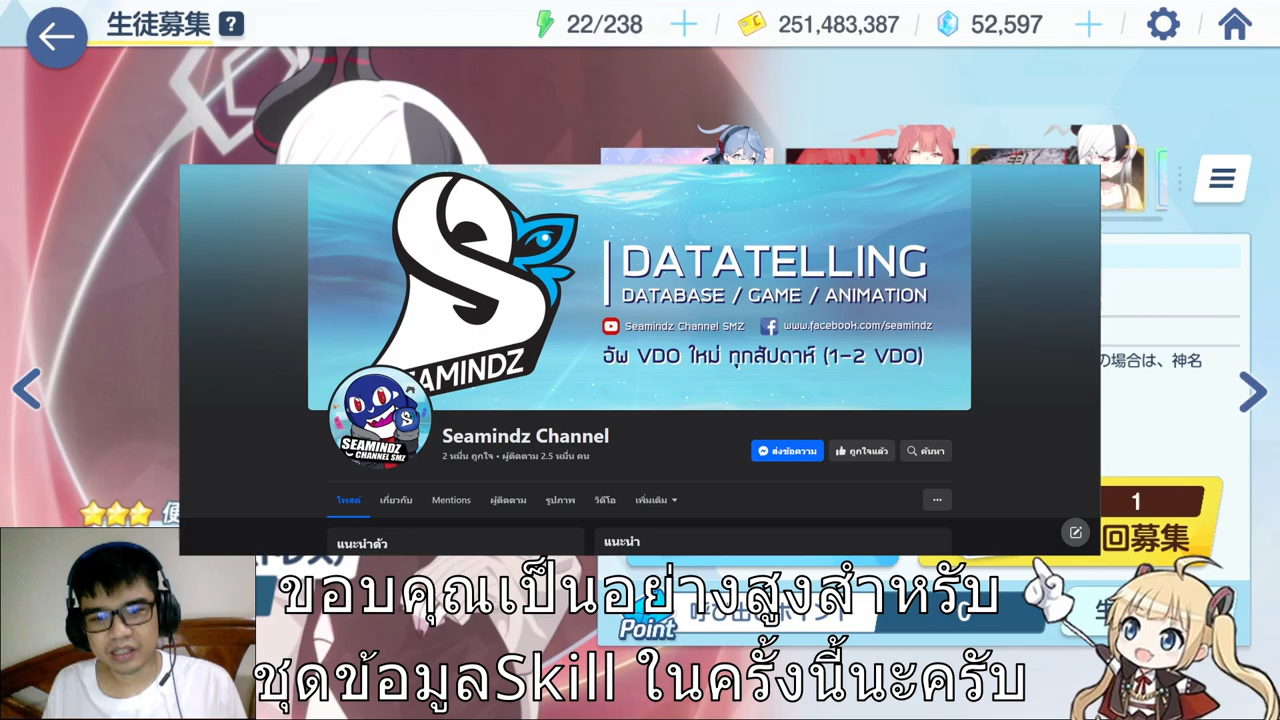 生徒募集 ?
22/238
251,483,387
52,597
DATATELLING
DATABASE / GAME / ANIMATION
Seamindz Channel SMZ
www.facebook.com/seamindz
อัพ VDO ใหม่ ทุกสัปดาห์ (1-2 VDO)
SEAMINDZ
SEAMINDZ
CHANNEL SMZ
Seamindz Channel
2 หมื่น ถูกใจ • ผู้ติดตาม 2.5 หมื่น คน
ส่งข้อความ
ถูกใจแล้ว
ค้นหา
โพสต์
เกี่ยวกับ
Mentions
ผู้ติดตาม
รูปภาพ
วิดีโอ
เพิ่มเติม
แนะนำตัว
แนะนำ
の場合は、神名
1
回募集
Point
ขอบคุณเป็นอย่างสูงสำหรับ
ชุดข้อมูลSkill ในครั้งนี้นะครับ